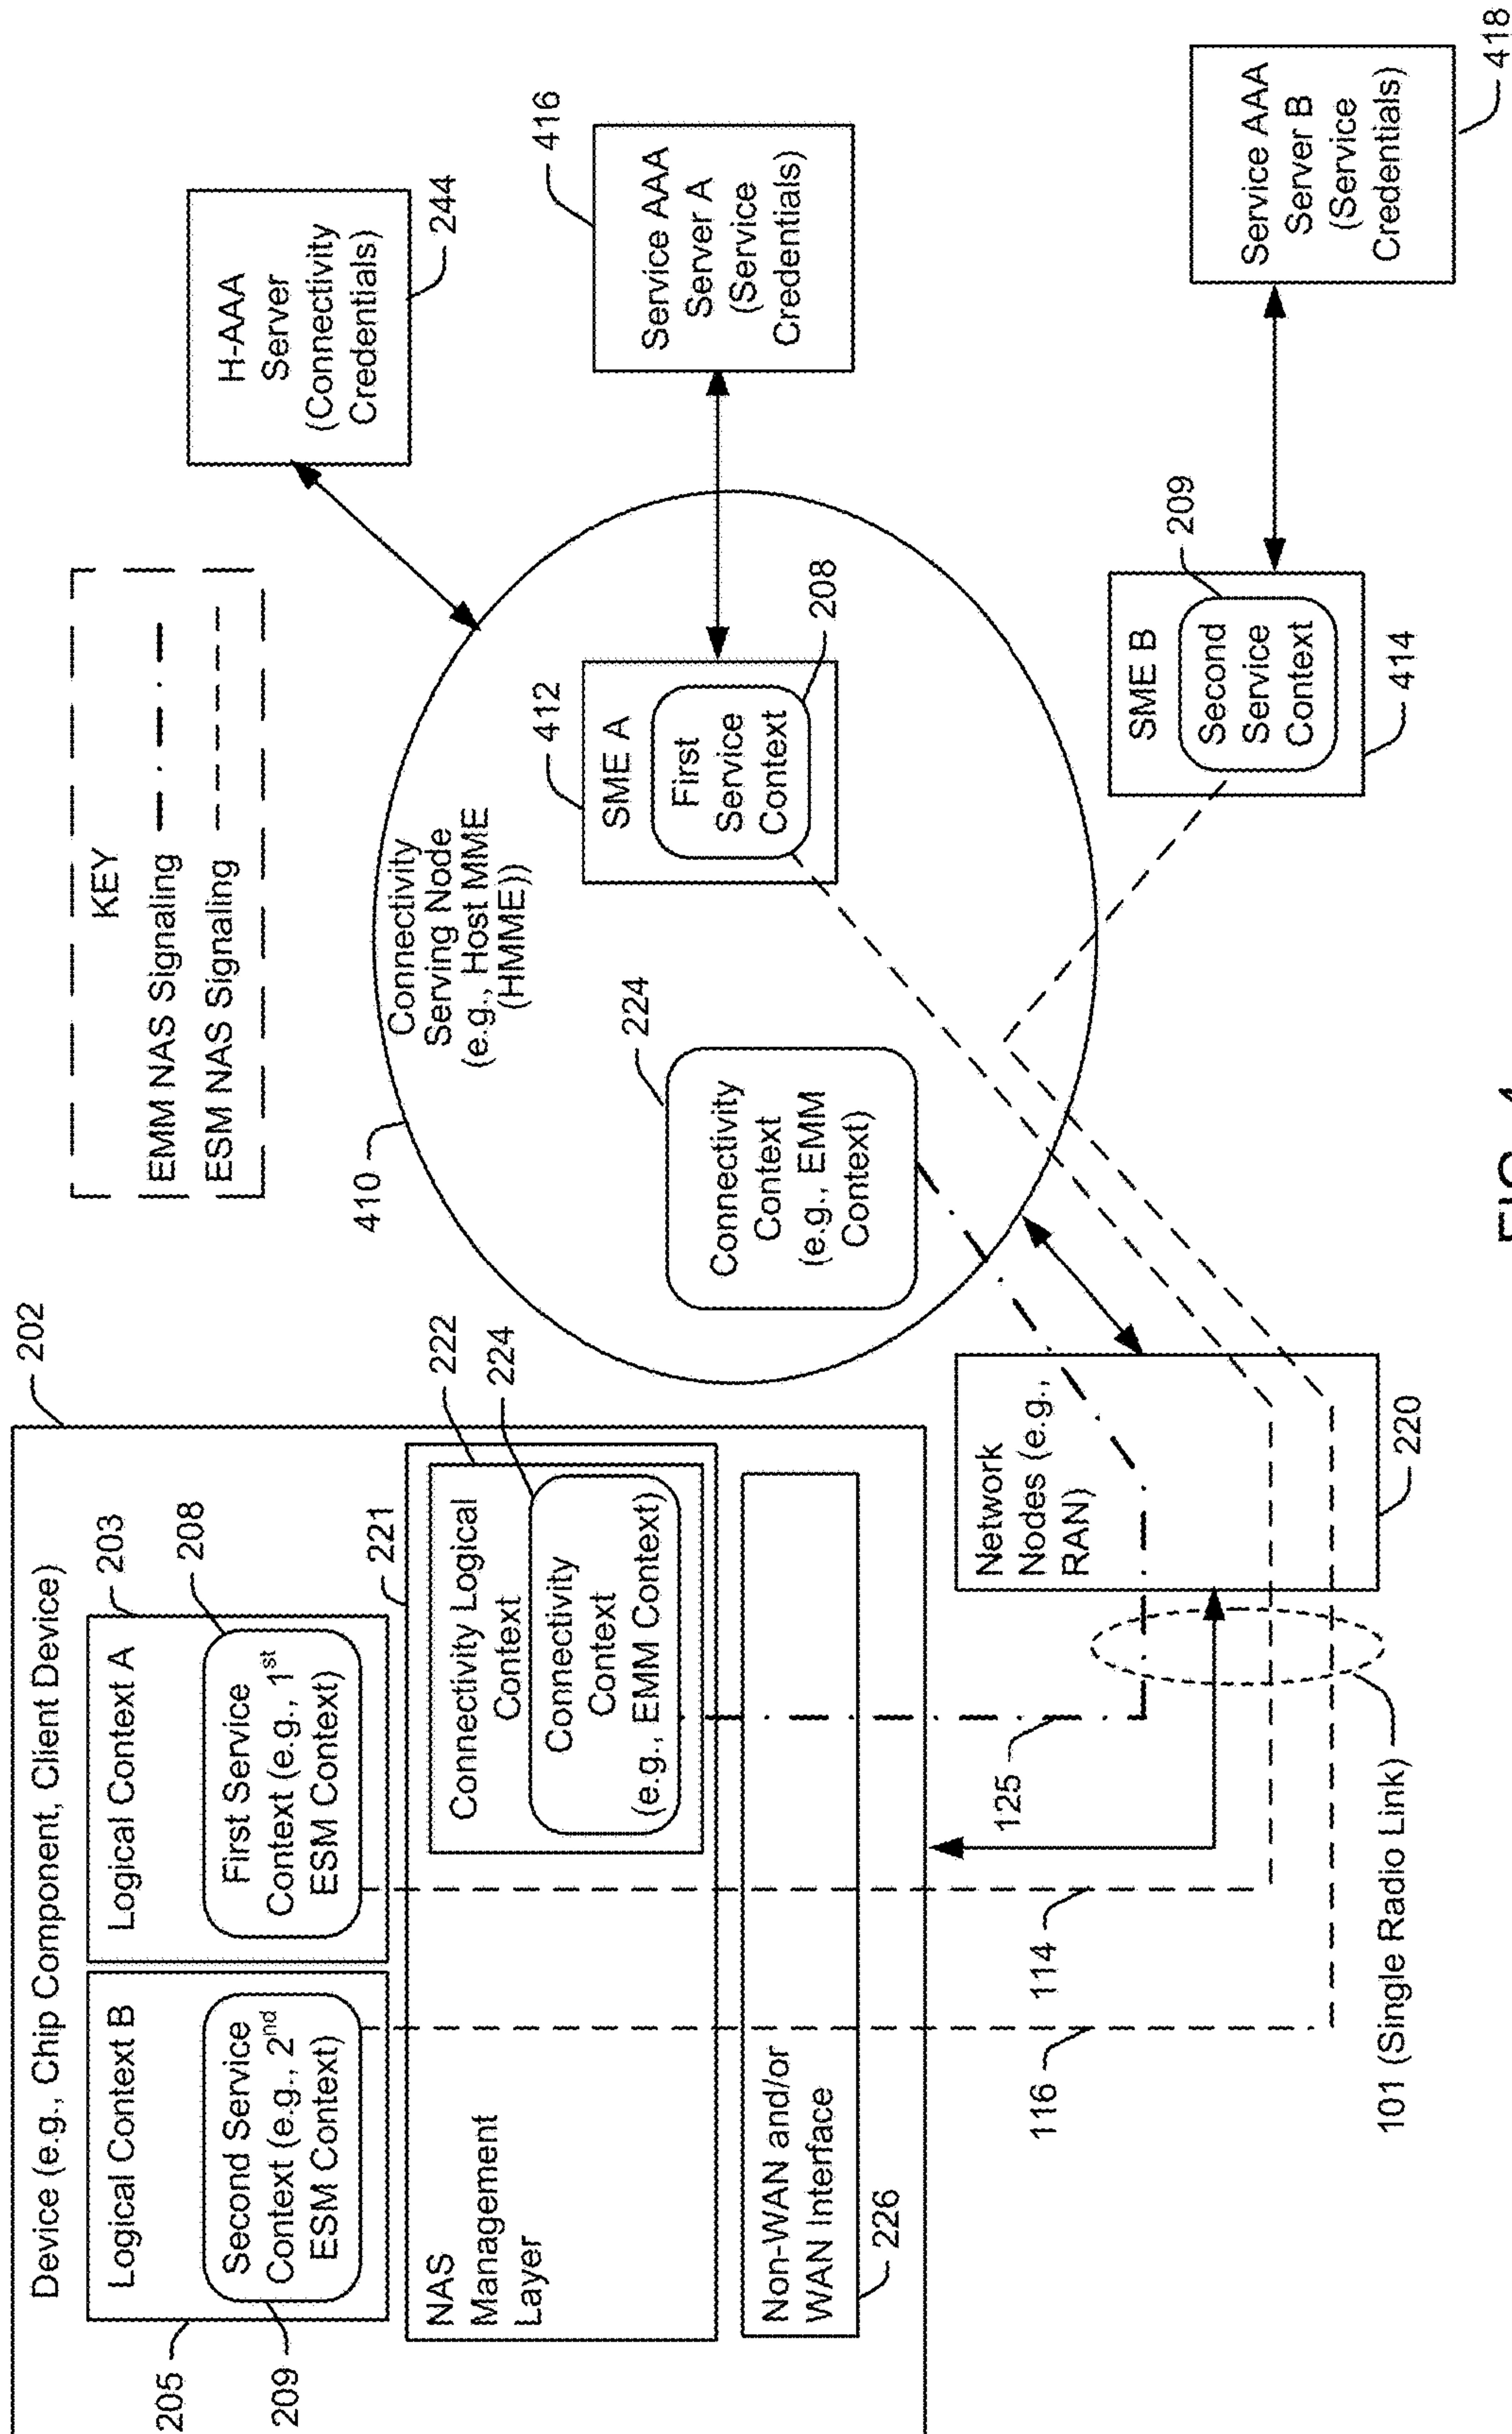 202
Device (e.g., Chip Component, Client Device)
205
Logical Context B
Second Service
Context (e.g., 2nd
ESM Context)
209
203
Logical Context A
208
First Service
Context (e.g., 1st
ESM Context)
NAS
Management
Layer
221
222
Connectivity Logical
Context
224
Connectivity
Context
(e.g., EMM Context)
Non-WAN and/or
WAN Interface
226
116
114
125
101 (Single Radio Link)
Network
Nodes (e.g.,
RAN)
220
KEY
EMM NAS Signaling
ESM NAS Signaling
410
Connectivity
Serving Node
(e.g., Host MME
(HMME))
224
Connectivity
Context
(e.g., EMM
Context)
412
SME A
First
Service
Context
208
SME B
209
Second
Service
Context
414
H-AAA
Server
(Connectivity
Credentials)
244
416
Service AAA
Server A
(Service
Credentials)
Service AAA
Server B
(Service
Credentials)
418